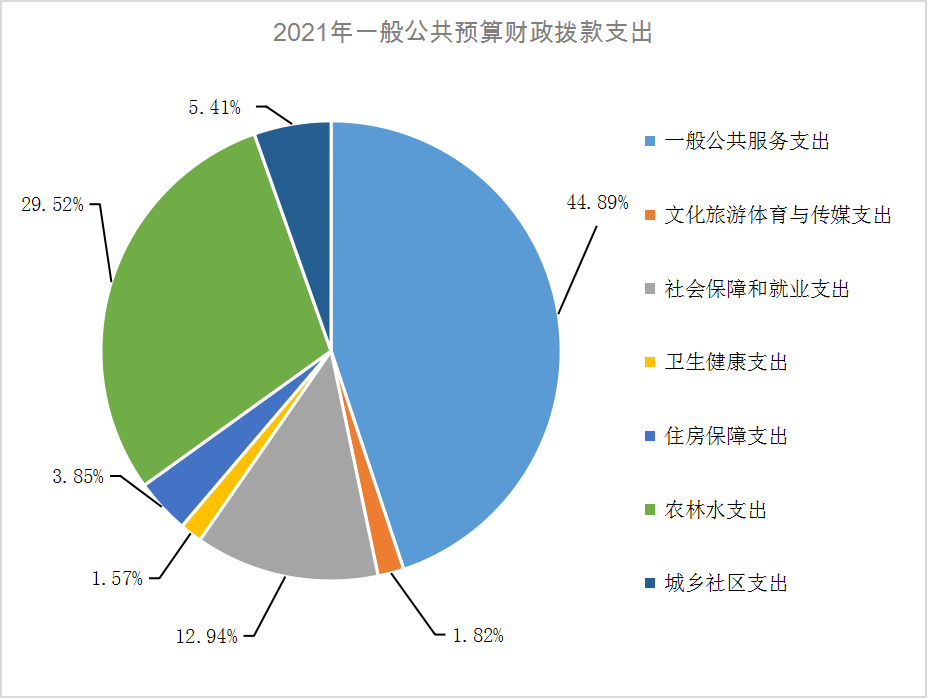 2021年一般公共预算财政拨款支出
5.41%
29.52%
44.89%
3.85%
1.57%
12.94%
1.82%
一般公共服务支出
文化旅游体育与传媒支出
社会保障和就业支出
卫生健康支出
住房保障支出
农林水支出
城乡社区支出